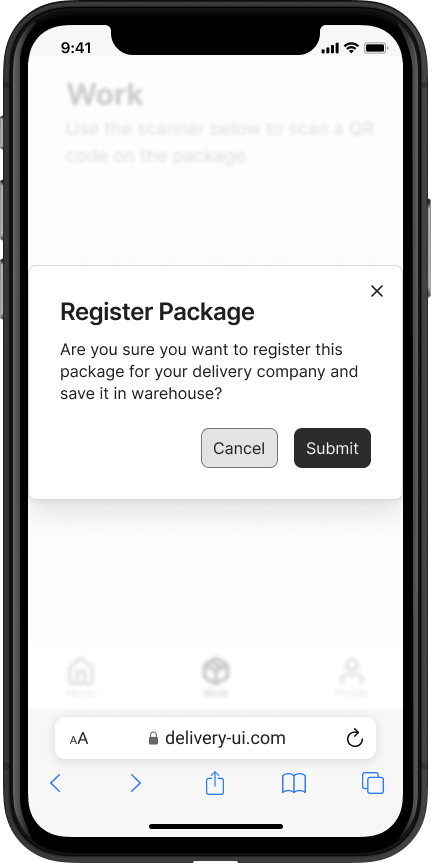 9:41
Work
Use the scanner below to scan a QR
code on the package.
Register Package
Are you sure you want to register this
package for your delivery company and
save it in warehouse?
Cancel Submit
Home Work Profile
AA delivery-ui.com